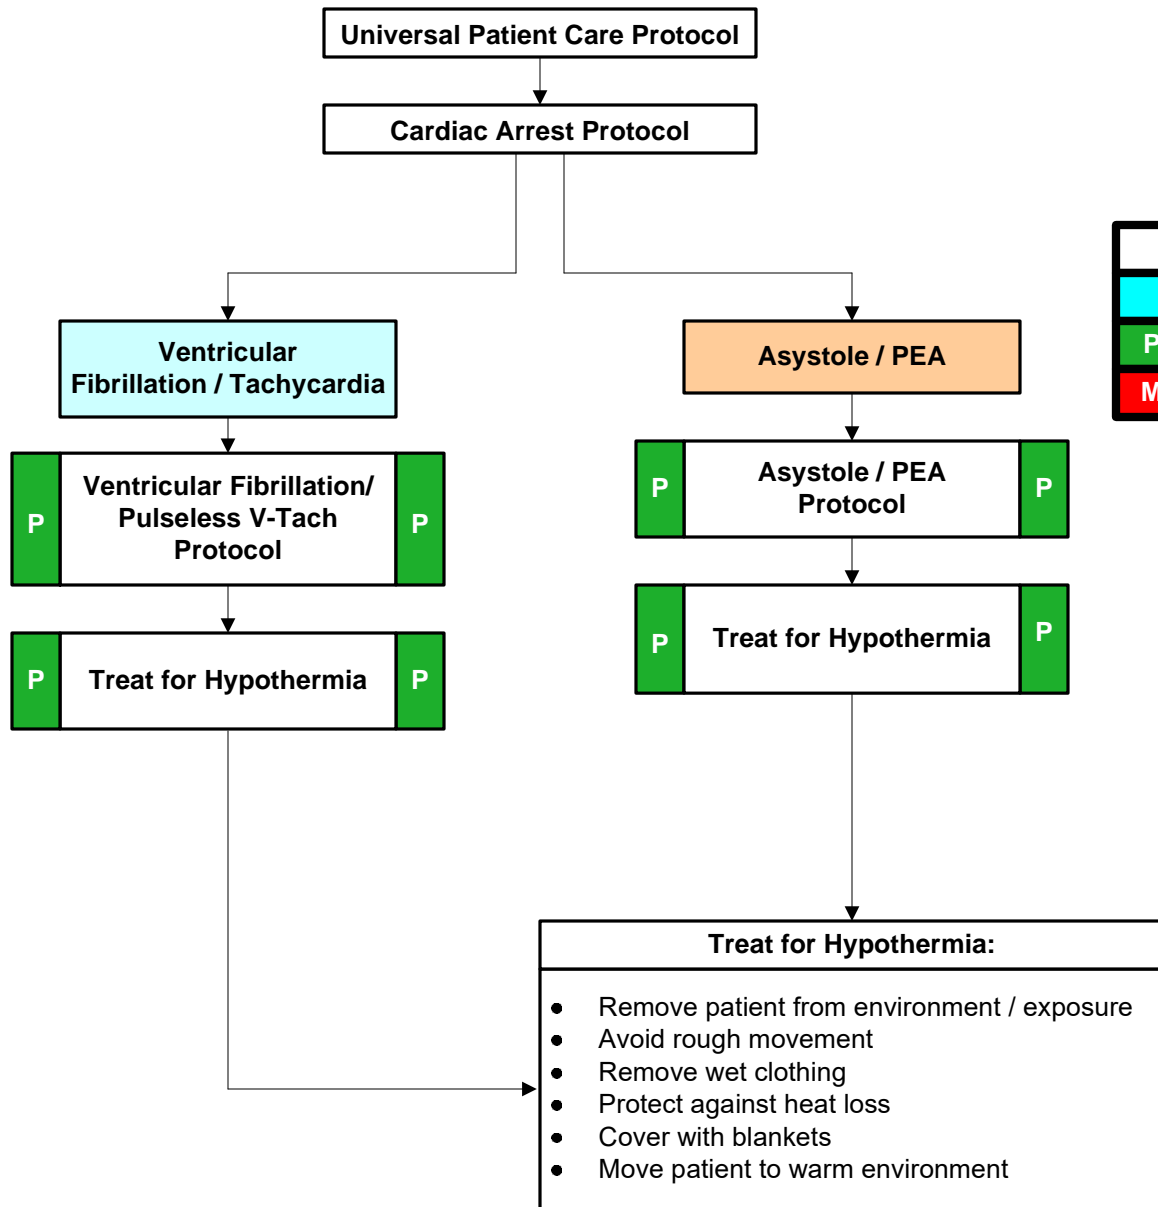 Universal Patient Care Protocol
Cardiac Arrest Protocol
Ventricular
Fibrillation / Tachycardia
Asystole / PEA
P
M
P
Ventricular Fibrillation/
Pulseless V-Tach
Protocol
P
P
Asystole / PEA
Protocol
P
P
Treat for Hypothermia
P
P
Treat for Hypothermia
P
Treat for Hypothermia:
● Remove patient from environment / exposure
● Avoid rough movement
● Remove wet clothing
● Protect against heat loss
● Cover with blankets
● Move patient to warm environment